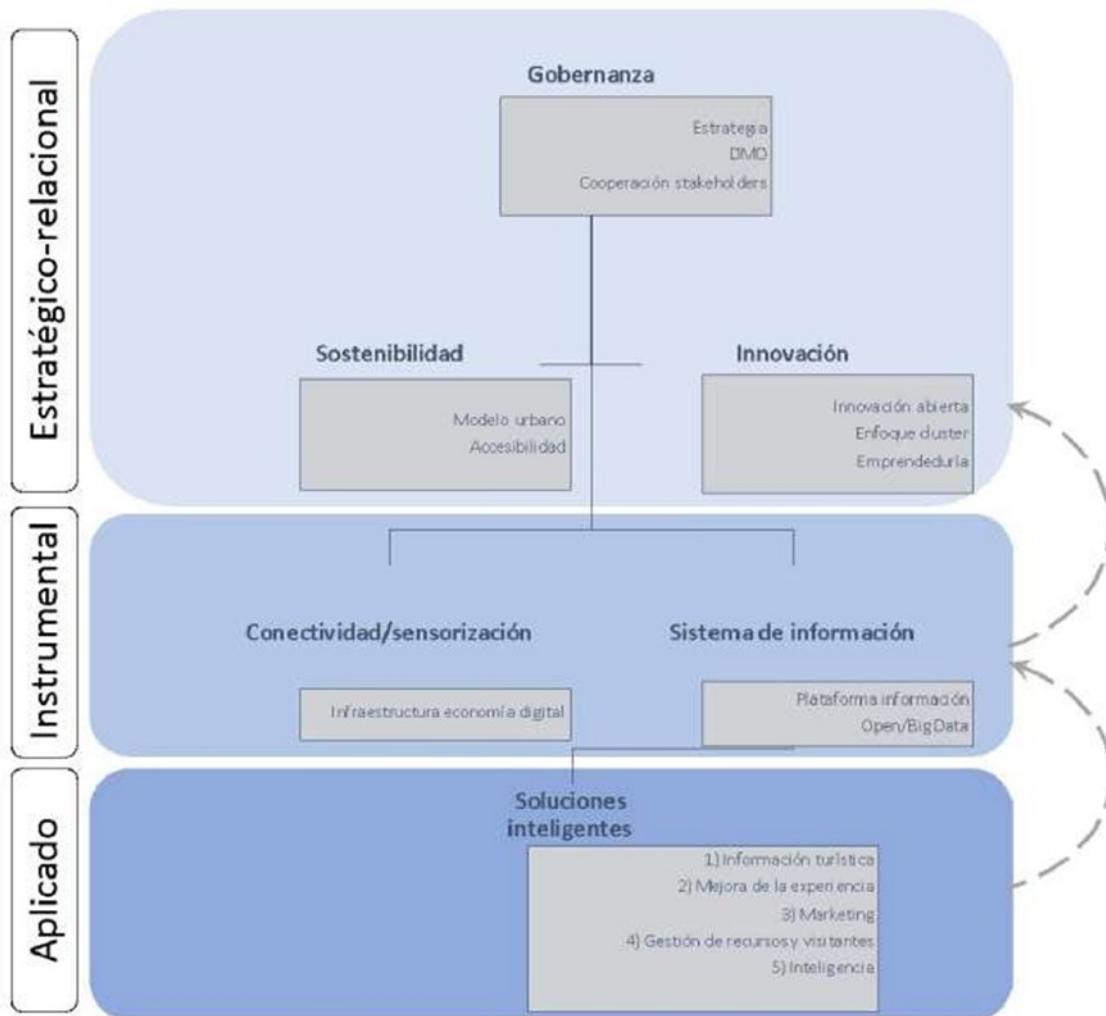 Estratégico-relacional
Gobernanza
Estrategia
DMO
Cooperación stakeholders
Sostenibilidad
Modelo urbano
Accesibilidad
Innovación
Innovación abierta
Enfoque cluster
Emprendeduría
Instrumental
Conectividad/sensorización
Infraestructura economía digital
Sistema de información
Plataforma información
Open/Big Data
Aplicado
Soluciones
inteligentes
1) Información turística
2) Mejora de la experiencia
3) Marketing
4) Gestión de recursos y visitantes
5) Inteligencia